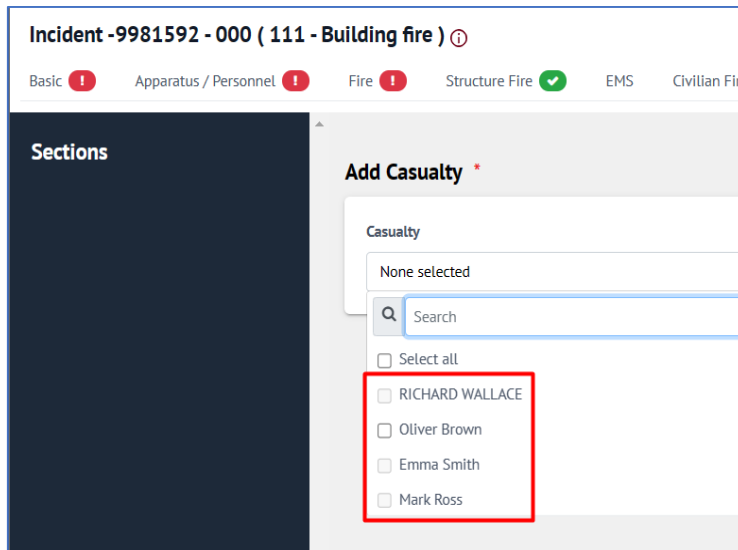 Incident -9981592 - 000 ( 111 - Building fire )
Basic Apparatus / Personnel Fire Structure Fire EMS Civilian Fi
Sections
Add Casualty *
Casualty
None selected
Search
Select all
RICHARD WALLACE
Oliver Brown
Emma Smith
Mark Ross